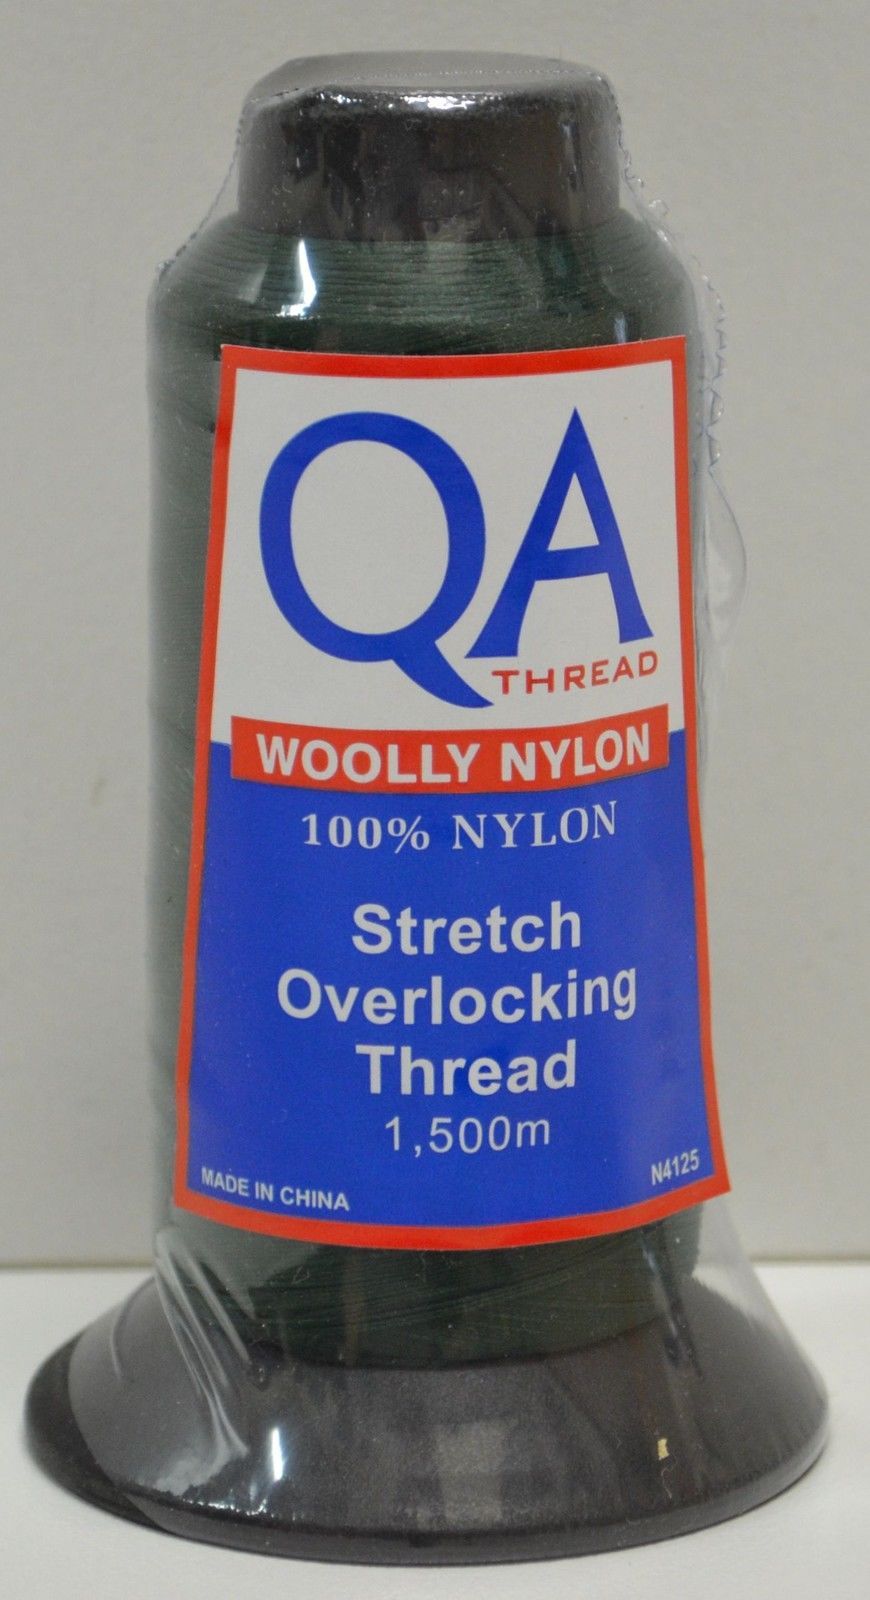 QA
THREAD
WOOLLY NYLON
100% NYLON
Stretch
Overlocking
Thread
1,500m
MADE IN CHINA
N4125